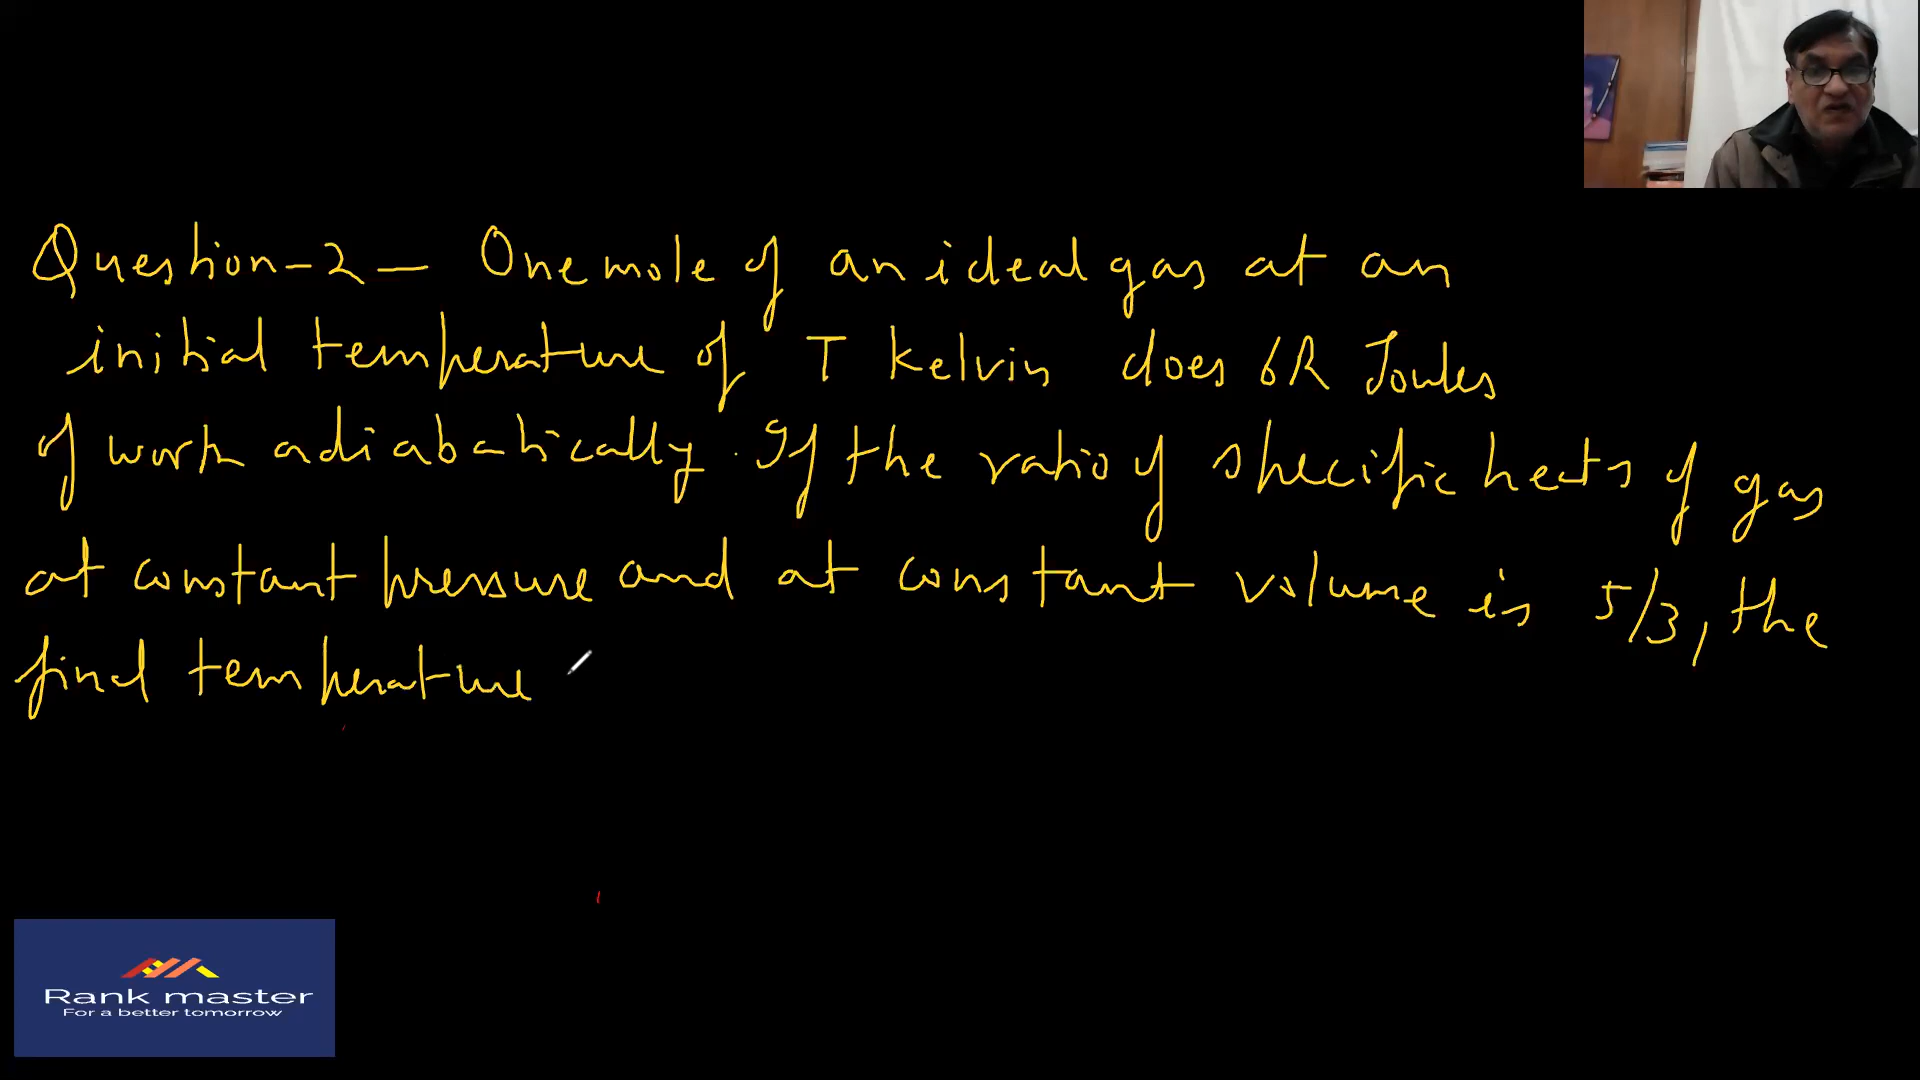 Question-2- One mole of an ideal gas at an
initial temperature of T Kelvin does 6R Joules
of work adiabatically. If the ratio of specific heats of gas
at constant pressure and at constant volume is 5/3, the
final temperature
Rank master
For a better tomorrow